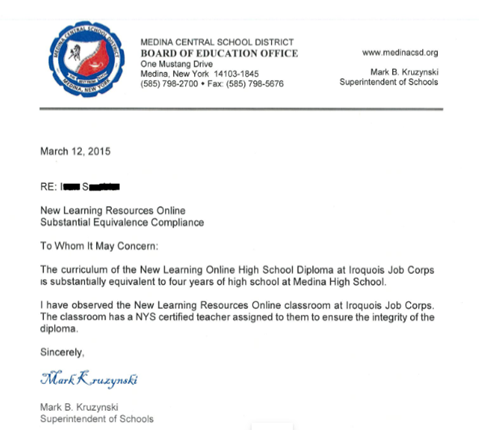 MEDINA CENTRAL SCHOOL DISTRICT
MEDINA, NEW YORK
MEDINA CENTRAL SCHOOL DISTRICT
BOARD OF EDUCATION OFFICE
One Mustang Drive
Medina, New York 14103-1845
(585) 798-2700 • Fax: (585) 798-5676
www.medinacsd.org
Mark B. Kruzynski
Superintendent of Schools
March 12, 2015
RE: I S
New Learning Resources Online
Substantial Equivalence Compliance
To Whom It May Concern:
The curriculum of the New Learning Online High School Diploma at Iroquois Job Corps
is substantially equivalent to four years of high school at Medina High School.
I have observed the New Learning Resources Online classroom at Iroquois Job Corps.
The classroom has a NYS certified teacher assigned to them to ensure the integrity of the
diploma.
Sincerely,
Mark Kruzynski
Mark B. Kruzynski
Superintendent of Schools